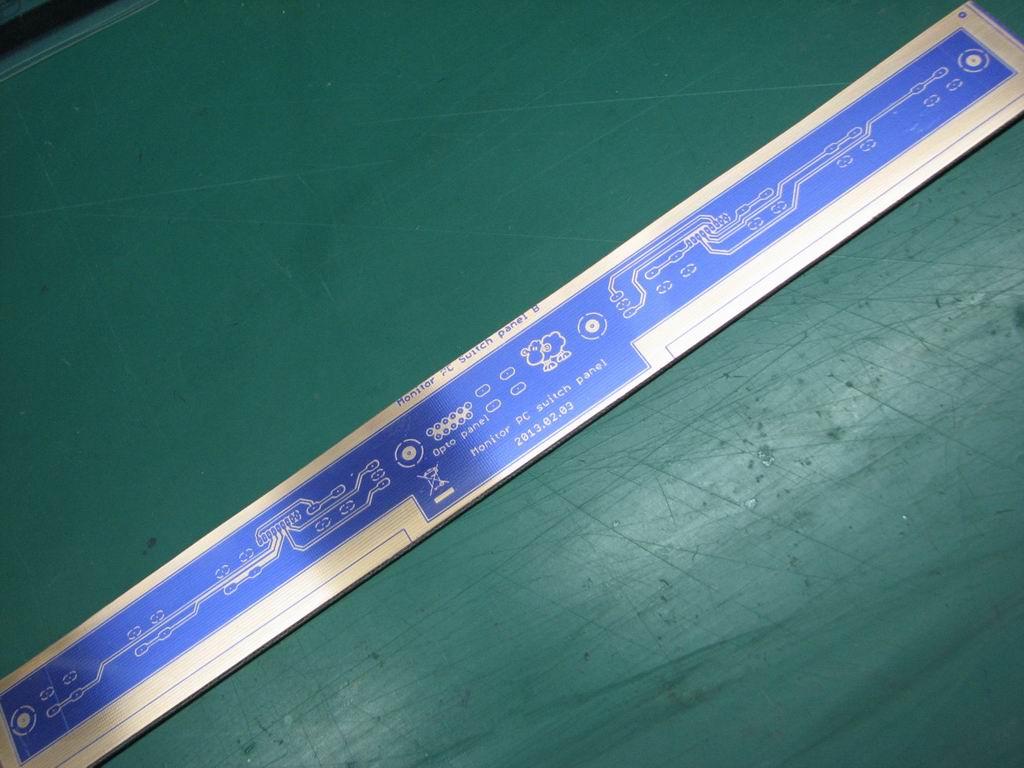 Monitor PC Switch panel B
Opto panel
Monitor PC switch panel
2013.02.03